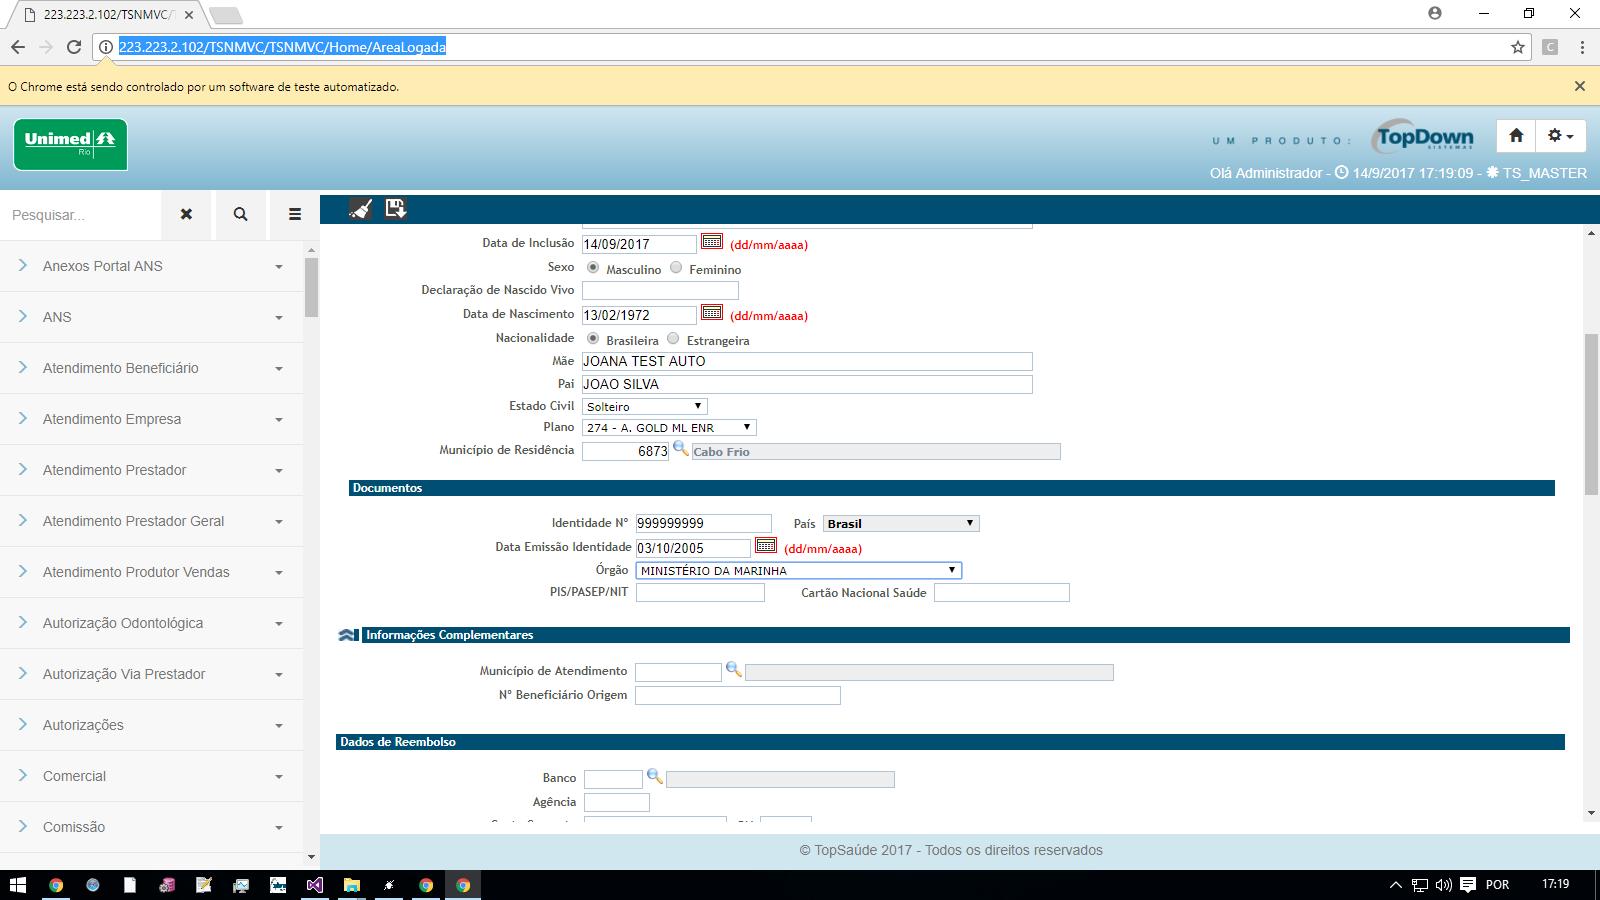 223.223.2.102/TSNMVC/T
223.223.2.102/TSNMVC/TSNMVC/Home/AreaLogada
C
O Chrome está sendo controlado por um software de teste automatizado.
Unimed
Rio
UM PRODUTO:
TopDown
SISTEMAS
Olá Administrador - 14/9/2017 17:19:09 - TS_MASTER
Pesquisar...
Anexos Portal ANS
ANS
Atendimento Beneficiário
Atendimento Empresa
Atendimento Prestador
Atendimento Prestador Geral
Atendimento Produtor Vendas
Autorização Odontológica
Autorização Via Prestador
Autorizações
Comercial
Comissão
Data de Inclusão 14/09/2017 (dd/mm/aaaa)
Sexo Masculino Feminino
Declaração de Nascido Vivo
Data de Nascimento 13/02/1972 (dd/mm/aaaa)
Nacionalidade Brasileira Estrangeira
Mãe JOANA TEST AUTO
Pai JOAO SILVA
Estado Civil Solteiro
Plano 274 - A. GOLD ML ENR
Município de Residência 6873 Cabo Frio
Documentos
Identidade N° 999999999 País Brasil
Data Emissão Identidade 03/10/2005 (dd/mm/aaaa)
Órgão MINISTÉRIO DA MARINHA
PIS/PASEP/NIT Cartão Nacional Saúde
Informações Complementares
Município de Atendimento
N° Beneficiário Origem
Dados de Reembolso
Banco
Agência
© TopSaúde 2017 - Todos os direitos reservados
POR 17:19